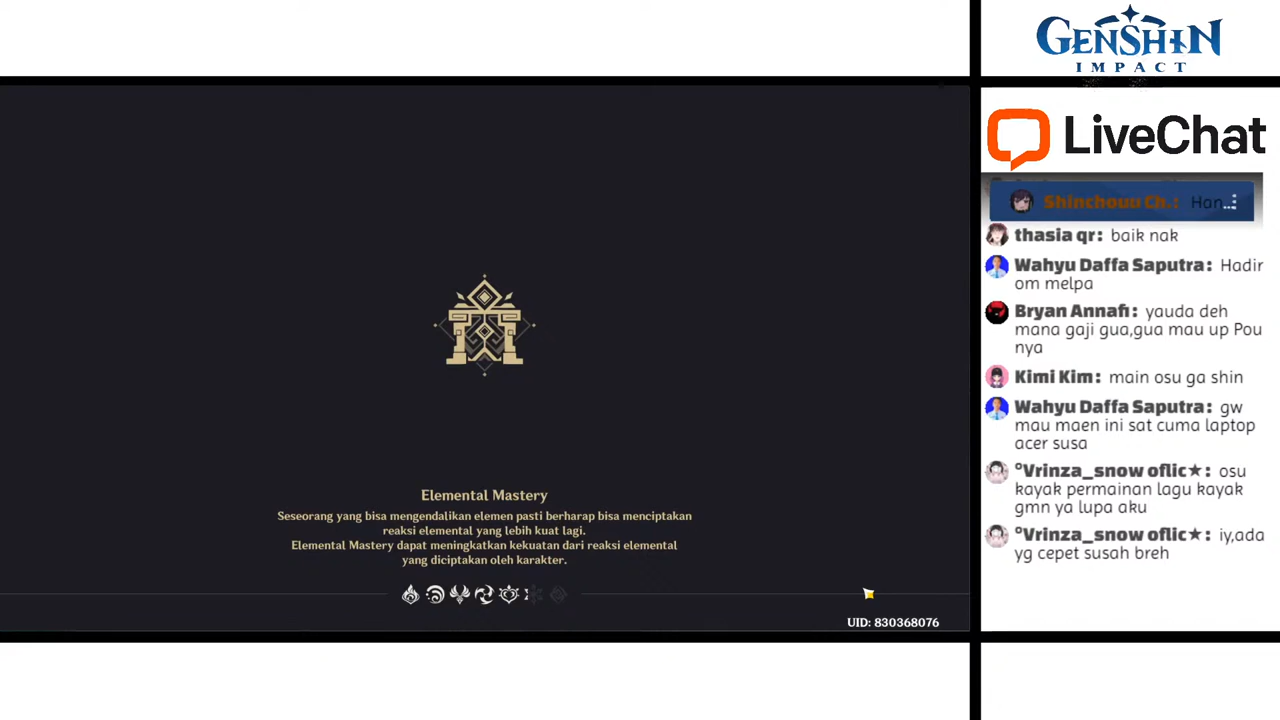 GENSHIN
IMPACT
LiveChat
Shinchouu Ch.: Han...
thasia qr: baik nak
Wahyu Daffa Saputra: Hadir
om melpa
Bryan Annafi: yauda deh
mana gaji gua,gua mau up Pou
nya
Kimi Kim: main osu ga shin
Wahyu Daffa Saputra: gw
mau maen ini sat cuma laptop
acer susa
°Vrinza_snow oflic★: osu
kayak permainan lagu kayak
gmn ya lupa aku
°Vrinza_snow oflic★: iy,ada
yg cepet susah breh
Elemental Mastery
Seseorang yang bisa mengendalikan elemen pasti berharap bisa menciptakan
reaksi elemental yang lebih kuat lagi.
Elemental Mastery dapat meningkatkan kekuatan dari reaksi elemental
yang diciptakan oleh karakter.
UID: 830368076